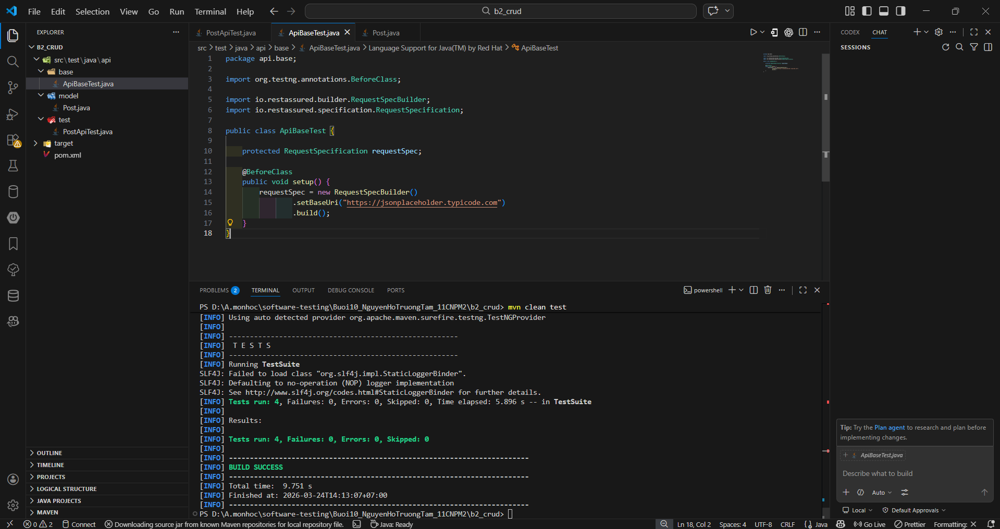 File Edit Selection View Go Run Terminal Help
b2_crud
EXPLORER
B2_CRUD
src\test\java\api
base
ApiBaseTest.java
model
Post.java
test
PostApiTest.java
target
pom.xml
OUTLINE
TIMELINE
PROJECTS
LOGICAL STRUCTURE
JAVA PROJECTS
MAVEN
PostApiTest.java ApiBaseTest.java Post.java
src > test > java > api > base > ApiBaseTest.java > Language Support for Java(TM) by Red Hat > ApiBaseTest
1 package api.base;
2
3 import org.testng.annotations.BeforeClass;
4
5 import io.restassured.builder.RequestSpecBuilder;
6 import io.restassured.specification.RequestSpecification;
7
8 public class ApiBaseTest {
9
10 protected RequestSpecification requestSpec;
11
12 @BeforeClass
13 public void setup() {
14 requestSpec = new RequestSpecBuilder()
15 .setBaseUri("https://jsonplaceholder.typicode.com")
16 .build();
17 }
18 }
PROBLEMS 2 TERMINAL OUTPUT DEBUG CONSOLE PORTS
powershell
PS D:\A.monhoc\software-testing\Buoi10_NguyenHoTruongTam_11CNPM2\b2_crud> mvn clean test
[INFO] Using auto detected provider org.apache.maven.surefire.testng.TestNGProvider
[INFO]
[INFO] -------------------------------------------------------
[INFO]  T E S T S
[INFO] -------------------------------------------------------
[INFO] Running TestSuite
SLF4J: Failed to load class "org.slf4j.impl.StaticLoggerBinder".
SLF4J: Defaulting to no-operation (NOP) logger implementation
SLF4J: See http://www.slf4j.org/codes.html#StaticLoggerBinder for further details.
[INFO] Tests run: 4, Failures: 0, Errors: 0, Skipped: 0, Time elapsed: 5.896 s -- in TestSuite
[INFO]
[INFO] Results:
[INFO]
[INFO] Tests run: 4, Failures: 0, Errors: 0, Skipped: 0
[INFO]
[INFO] ------------------------------------------------------------------------
[INFO] BUILD SUCCESS
[INFO] ------------------------------------------------------------------------
[INFO] Total time:  9.751 s
[INFO] Finished at: 2026-03-24T14:13:07+07:00
[INFO] ------------------------------------------------------------------------
PS D:\A.monhoc\software-testing\Buoi10_NguyenHoTruongTam_11CNPM2\b2_crud>
CODEX CHAT
SESSIONS
Tip: Try the Plan agent to research and plan before
implementing changes.
ApiBaseTest.java
Describe what to build
Auto
Local Default Approvals
0 2 Connect Downloading source jar from known Maven repositories for local repository file. Java: Ready Ln 18, Col 2 Spaces: 4 UTF-8 CRLF Java Go Live Prettier Formatting: ✕